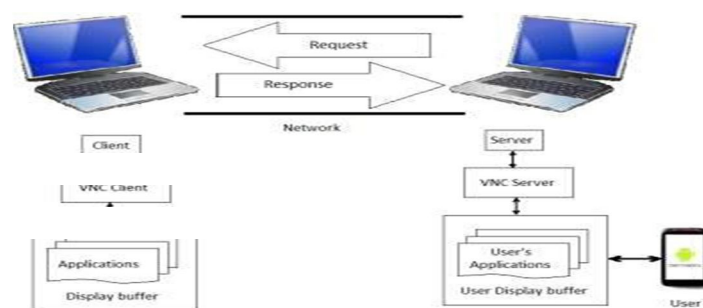 Request
Response
Network
Client
Server
VNC Client
VNC Server
Applications
Display buffer
User's
Applications
User Display buffer
User